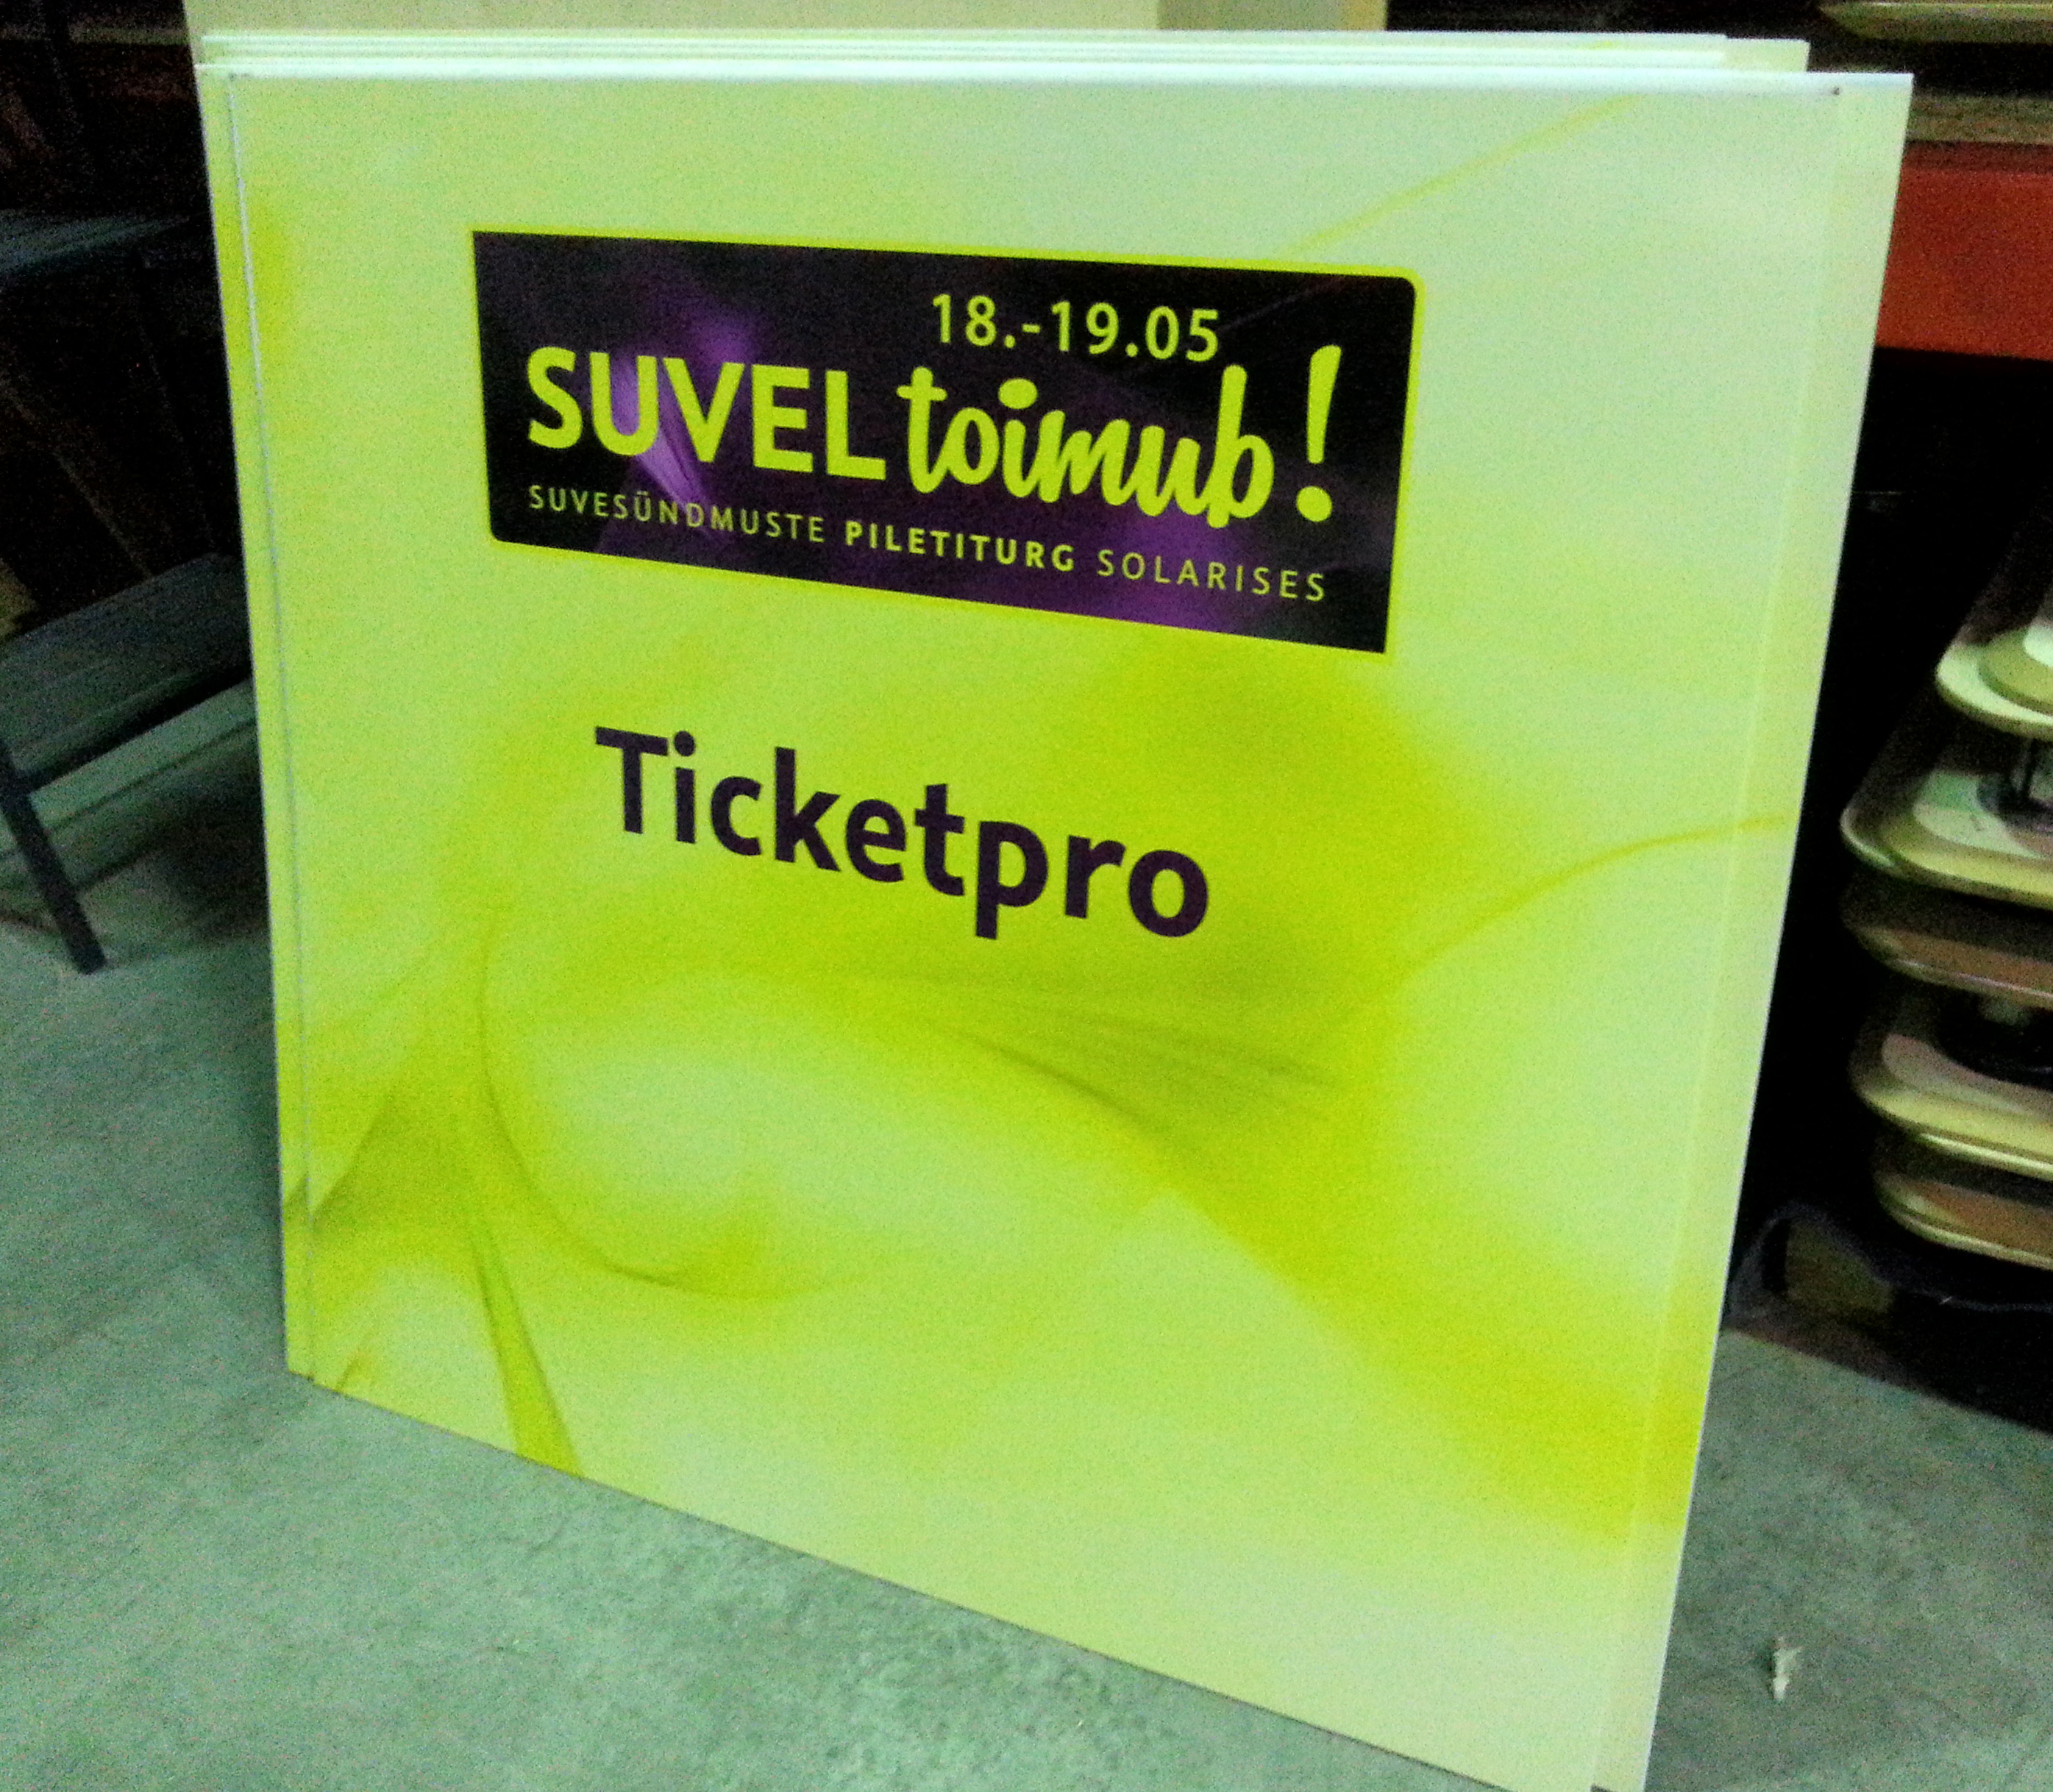 18.-19.05
SUVEL toimub!
SUVESÜNDMUSTE PILETITURG SOLARISES
Ticketpro